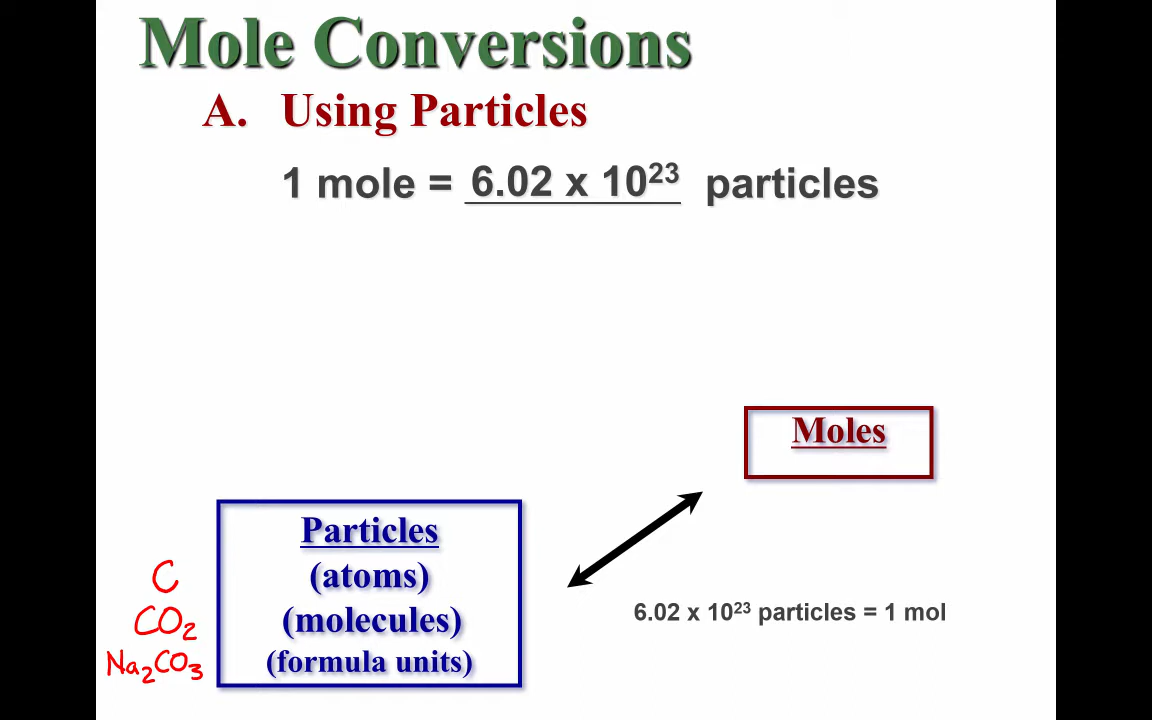 Mole Conversions
A. Using Particles
1 mole = 6.02 x 10²³ particles
Moles
Particles
(atoms)
(molecules)
(formula units)
C
CO₂
Na₂CO₃
6.02 x 10²³ particles = 1 mol